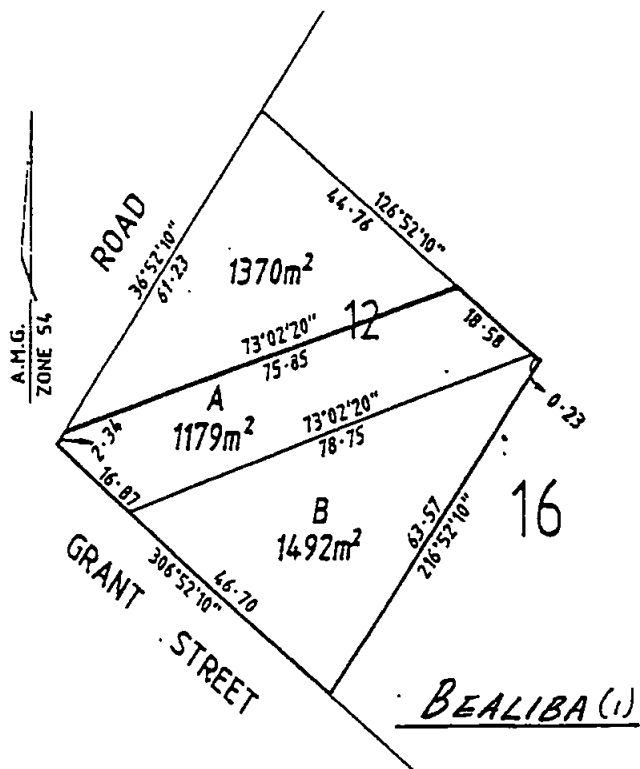 A.M.G.
ZONE 54
ROAD
36°52'10"
61·23
126°52'10"
44·76
1370m²
12
18·58
73°02'20"
75·85
A
1179m²
2·34
16·87
73°02'20"
78·75
0·23
B
1492m²
63·57
216°52'10"
16
306°52'10"
46·70
GRANT STREET
BEALIBA (1)